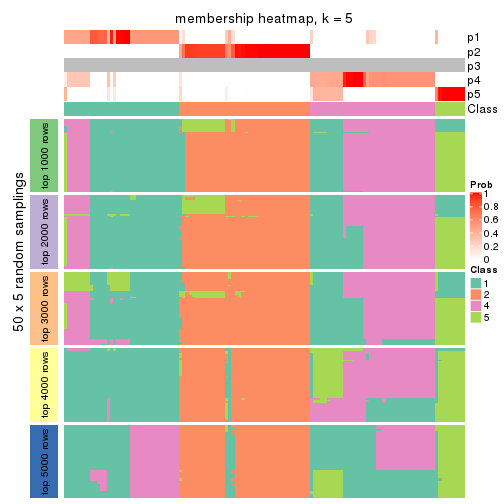 membership heatmap, k = 5
p1
p2
p3
p4
p5
Class
50 x 5 random samplings
top 1000 rows
top 2000 rows
top 3000 rows
top 4000 rows
top 5000 rows
Prob
1
0.8
0.6
0.4
0.2
0
Class
1
2
4
5